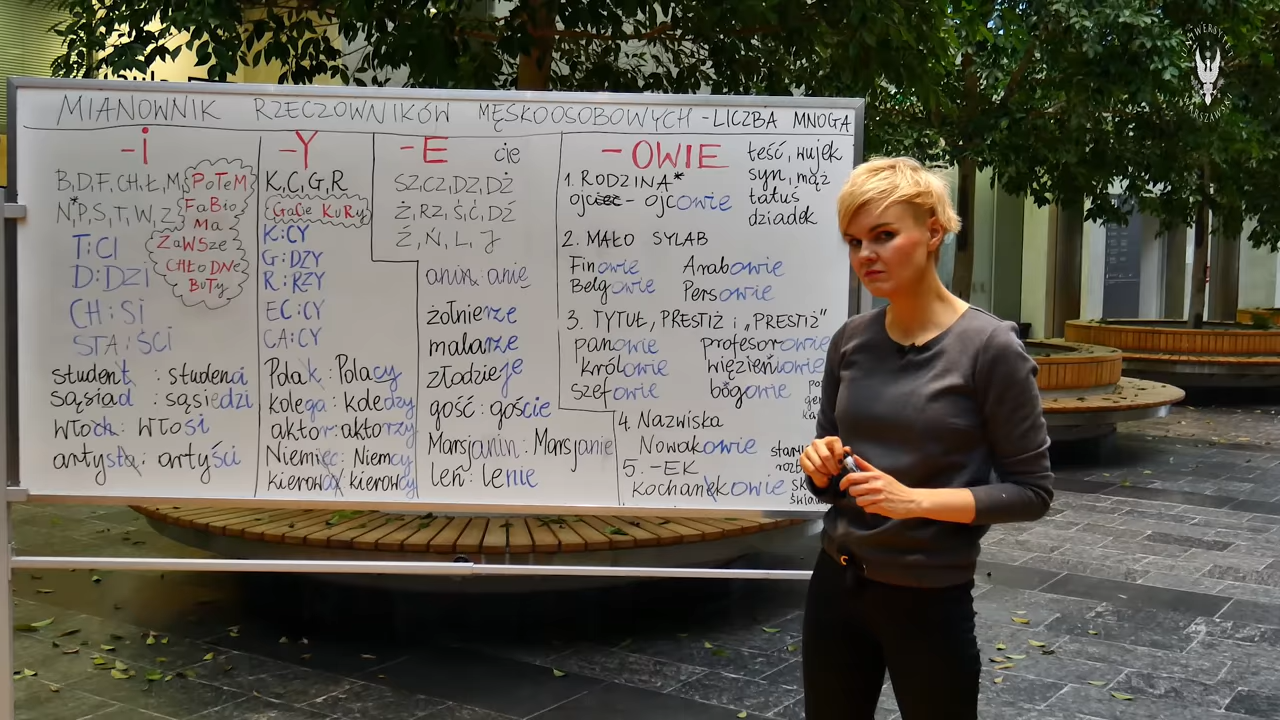 MIANOWNIK RZECZOWNIKÓW MĘSKOOSOBOWYCH - LICZBA MNOGA
-i
B, D, F, CH, Ł, M,
N,*P, S, T, W, Z
PoTeM
FaBio
Ma
ZaWSze
CHŁoDNe
BuTy
T:CI
D:DZI
CH:SI
STA:ŚCI
student : studenci
sąsiad : sąsiedzi
Włoch : Włosi
artysta : artyści
-Y
K, C, G, R
GraCie KuRy
K:CY
G:DZY
R:RZY
EC:CY
CA:CY
Polak : Polacy
kolega : koledzy
aktor : aktorzy
Niemiec : Niemcy
kierowca : kierowcy
-E
cie
SZ, CZ, DZ, DŻ
Ż, RZ, Ś, Ć, DŹ
Ź, Ń, L, J
anin : anie
żołnierze
malarze
złodzieje
gość : goście
Marsjanin : Marsjanie
leń : lenie
-OWIE
teść, wujek
syn, mąż
tatuś
dziadek
1. RODZINA*
ojciec - ojcowie
2. MAŁO SYLAB
Finowie Arabowie
Belgowie Persowie
3. TYTUŁ, PRESTIŻ i „PRESTIŻ”
panowie profesorowie
królowie więźieniowie
szefowie bogowie
4. Nazwiska
Nowakowie
5. -EK
kochankowie
UNIWERSYTET WARSZAWSKI